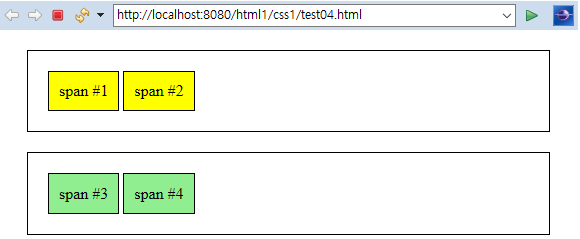 http://localhost:8080/html1/css1/test04.html
span #1 span #2
span #3 span #4